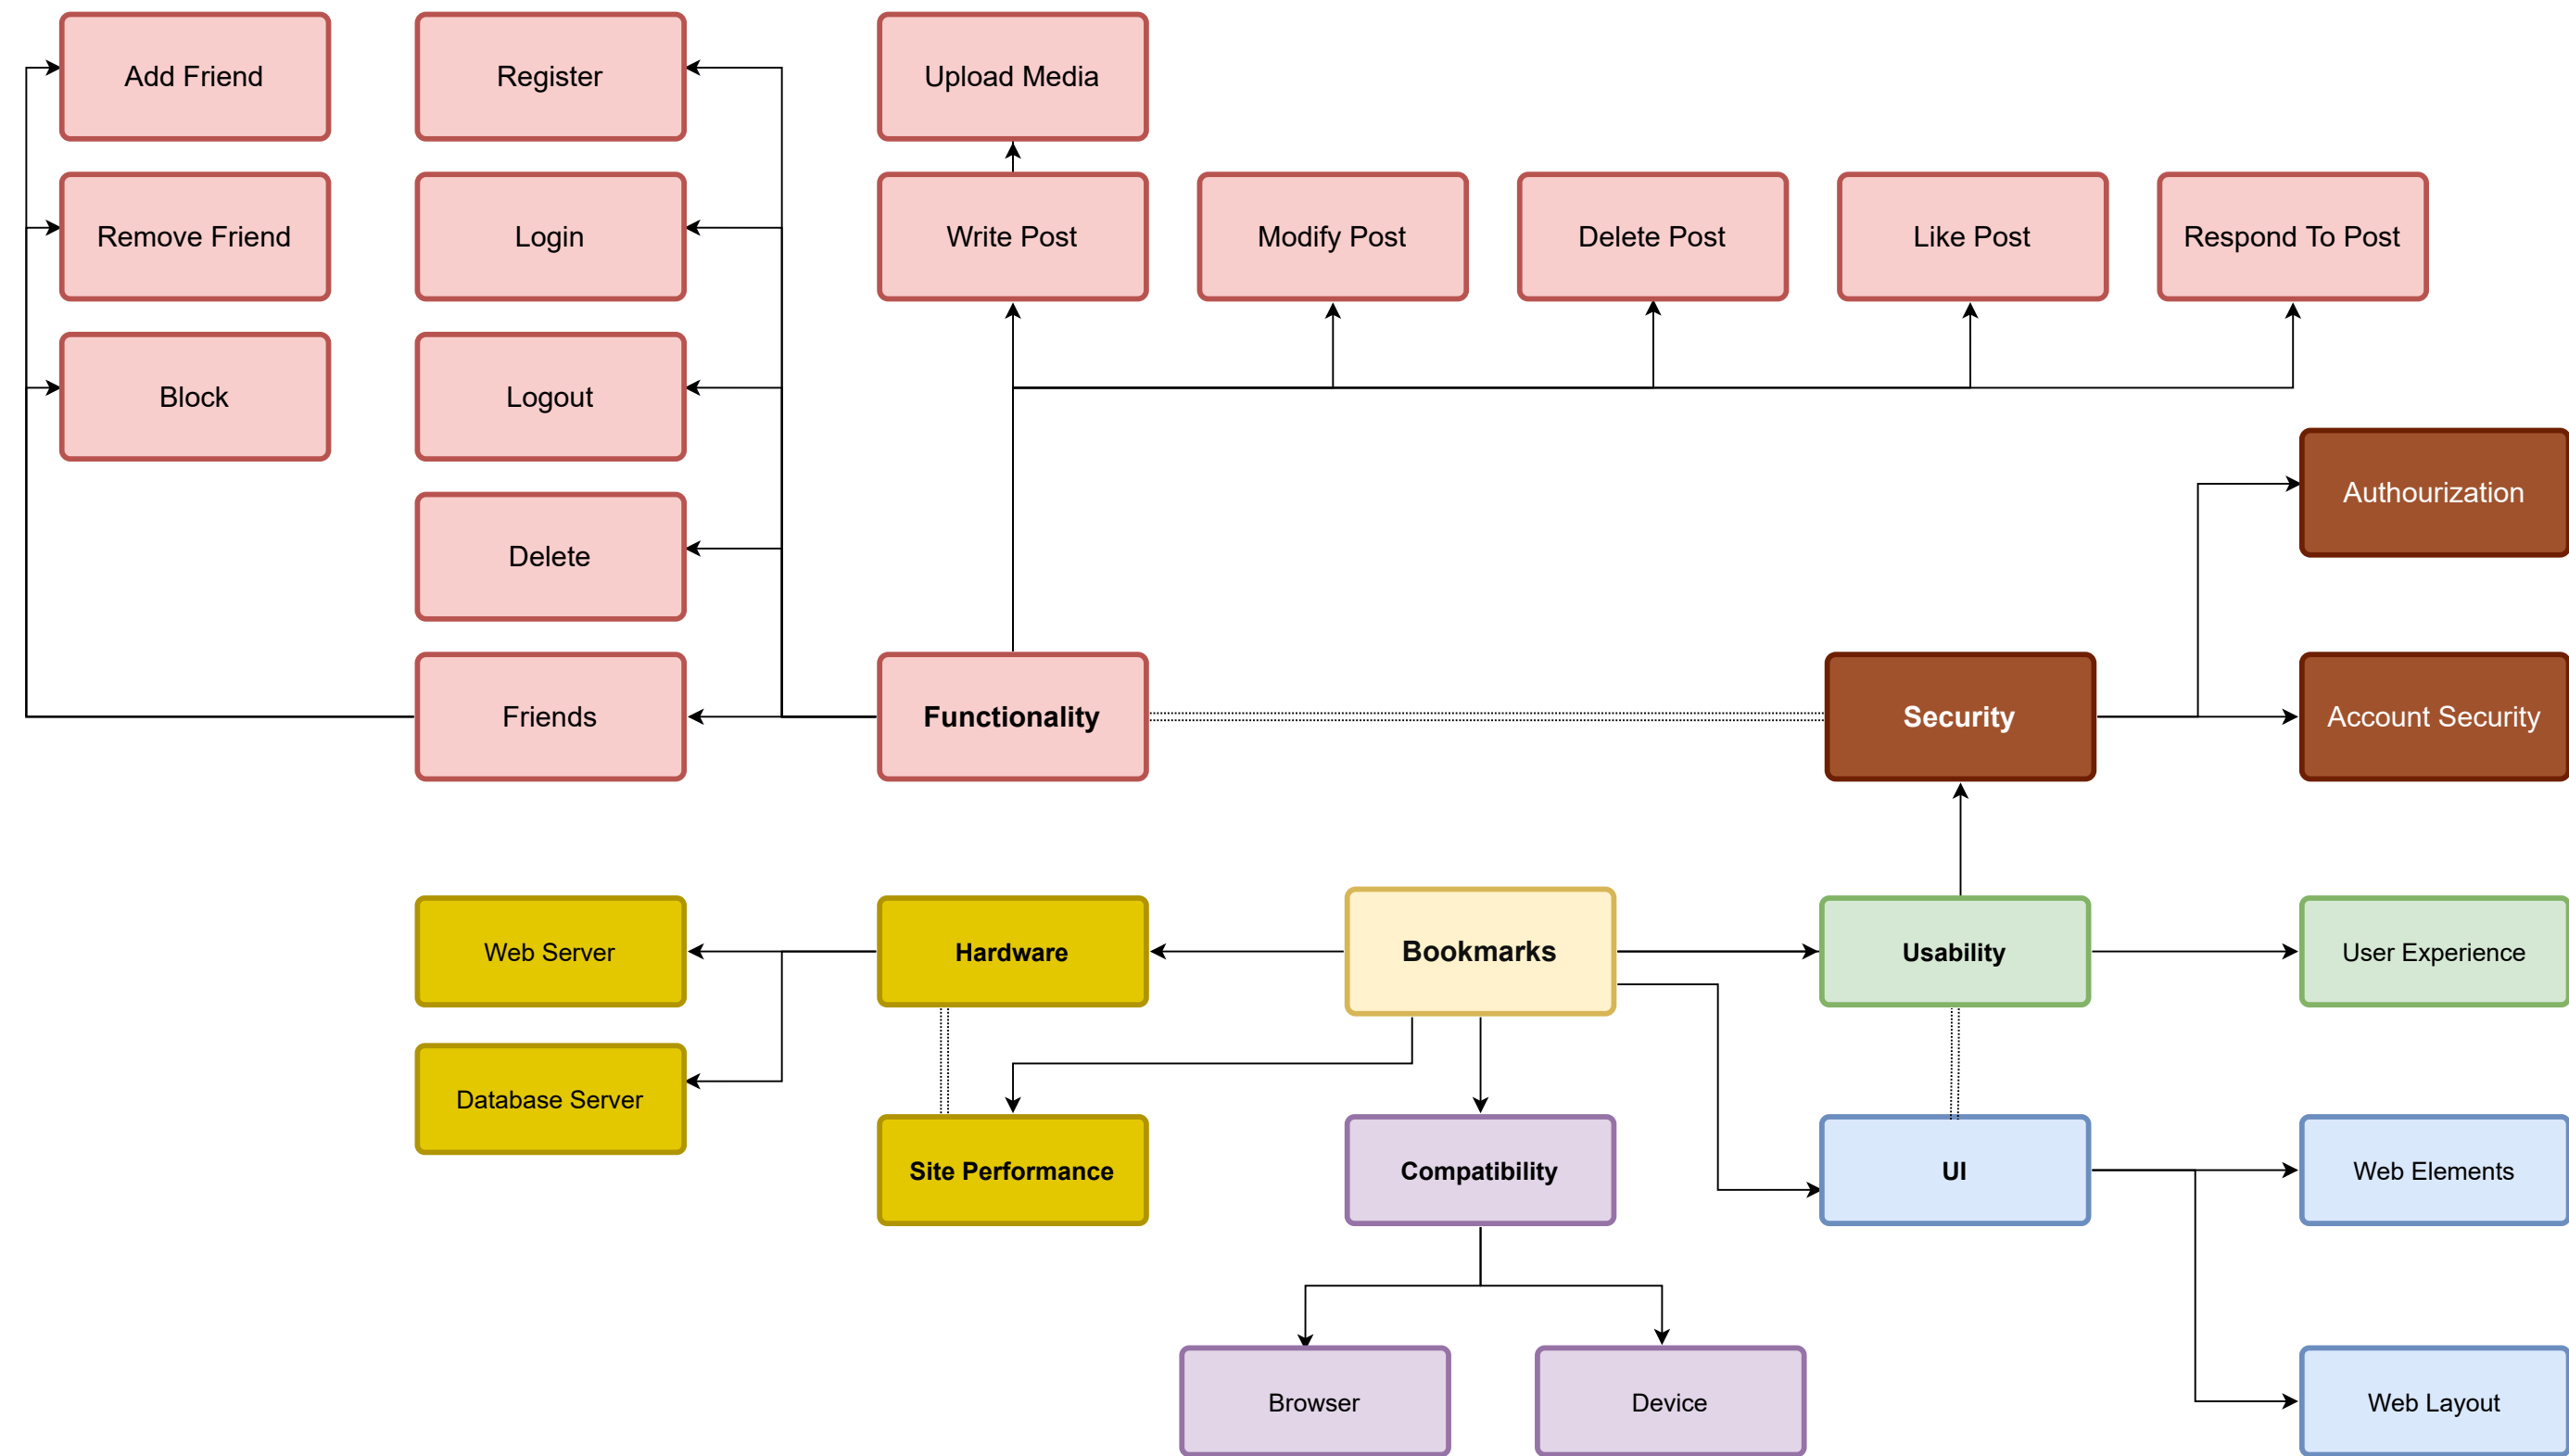 Add Friend
Register
Upload Media
Remove Friend
Login
Write Post
Modify Post
Delete Post
Like Post
Respond To Post
Block
Logout
Authourization
Delete
Friends
Functionality
Security
Account Security
Web Server
Hardware
Bookmarks
Usability
User Experience
Database Server
Site Performance
Compatibility
UI
Web Elements
Browser
Device
Web Layout